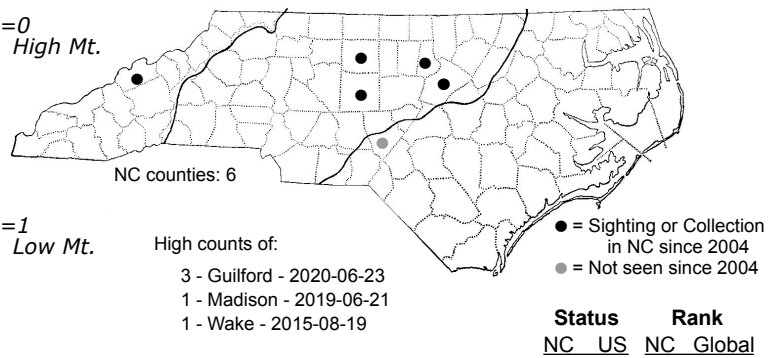 =0
High Mt.
NC counties: 6
=1
Low Mt.
High counts of:
3 - Guilford - 2020-06-23
1 - Madison - 2019-06-21
1 - Wake - 2015-08-19
= Sighting or Collection
in NC since 2004
= Not seen since 2004
Status Rank
NC US NC Global